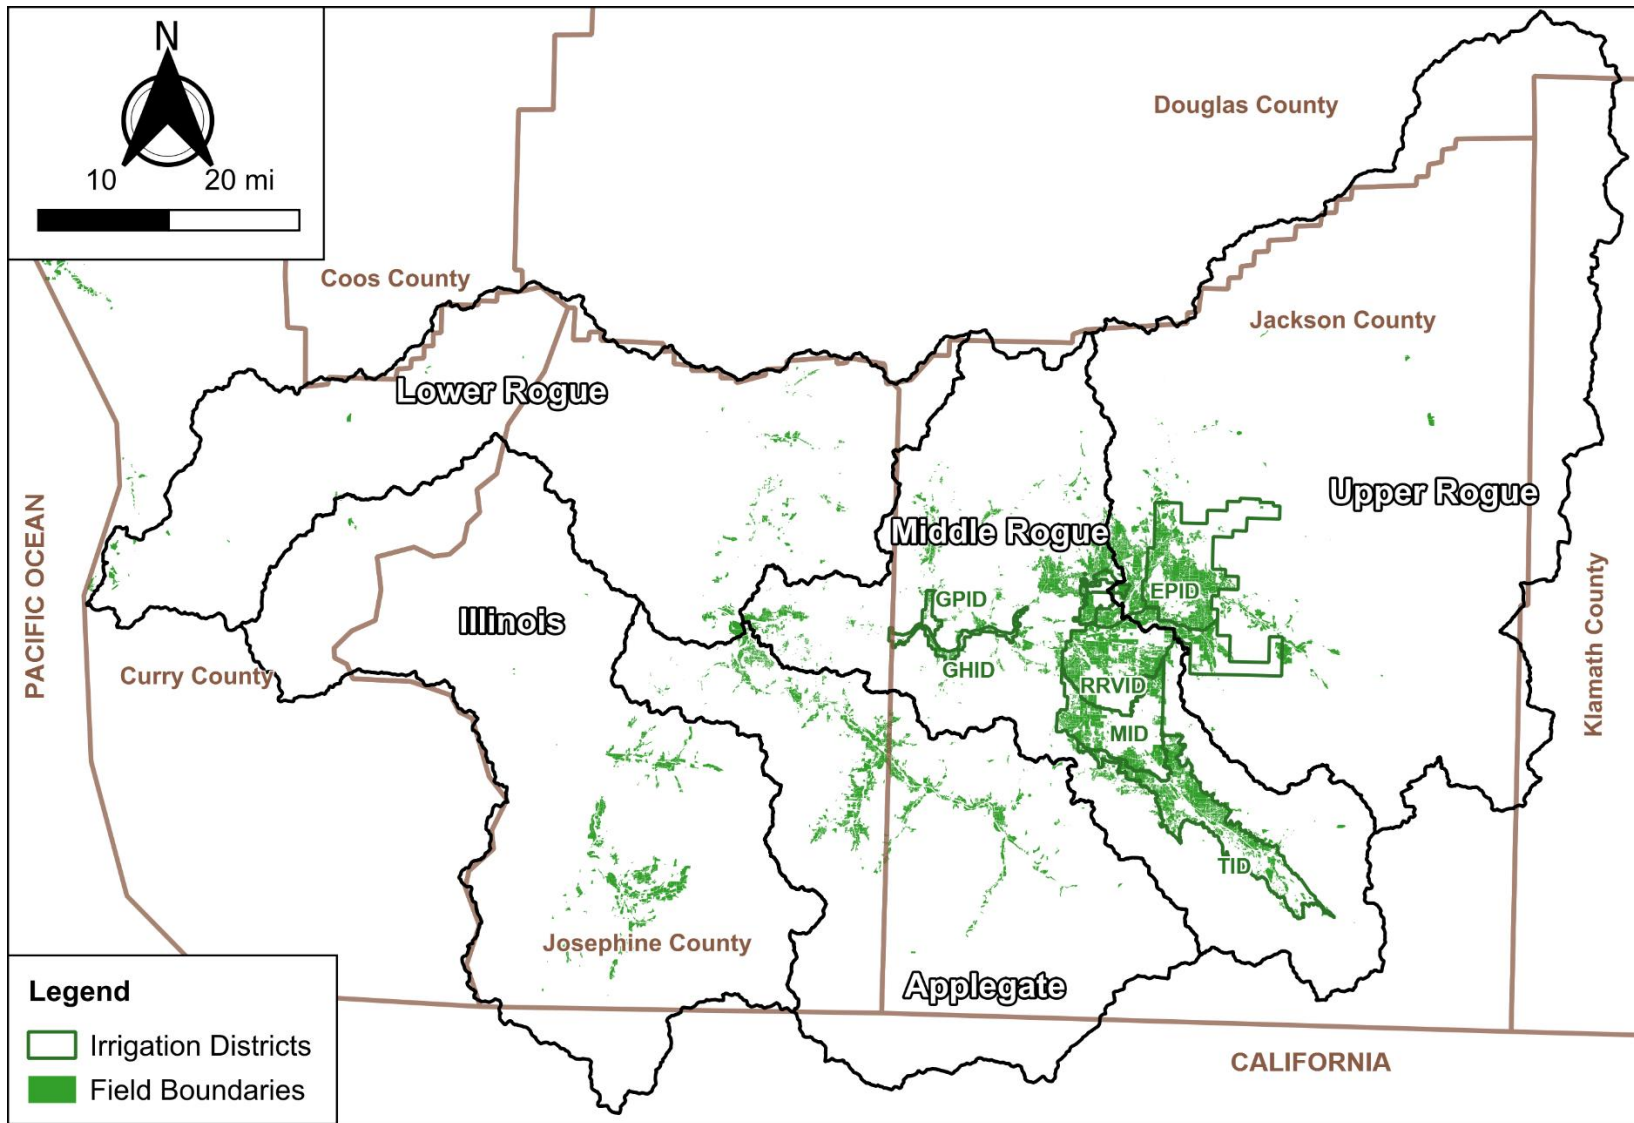 N
10 20 mi
Douglas County
Coos County
Jackson County
Lower Rogue
Upper Rogue
Middle Rogue
PACIFIC OCEAN
Klamath County
EPID
GPID
Illinois
GHID
Curry County
RRVID
MID
TID
Josephine County
Applegate
CALIFORNIA
Legend
Irrigation Districts
Field Boundaries